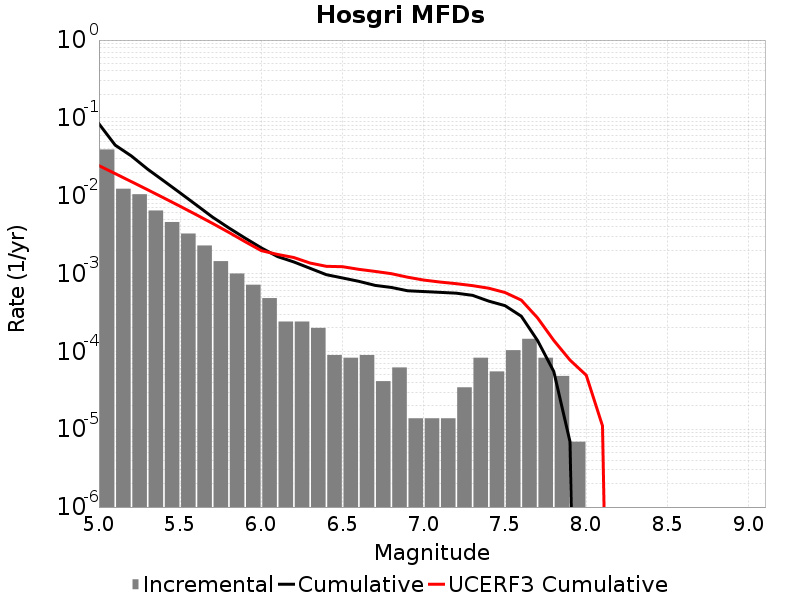 Hosgri MFDs
10^0
10^-1
10^-2
10^-3
10^-4
10^-5
10^-6
Rate (1/yr)
5.0 5.5 6.0 6.5 7.0 7.5 8.0 8.5 9.0
Magnitude
Incremental Cumulative UCERF3 Cumulative